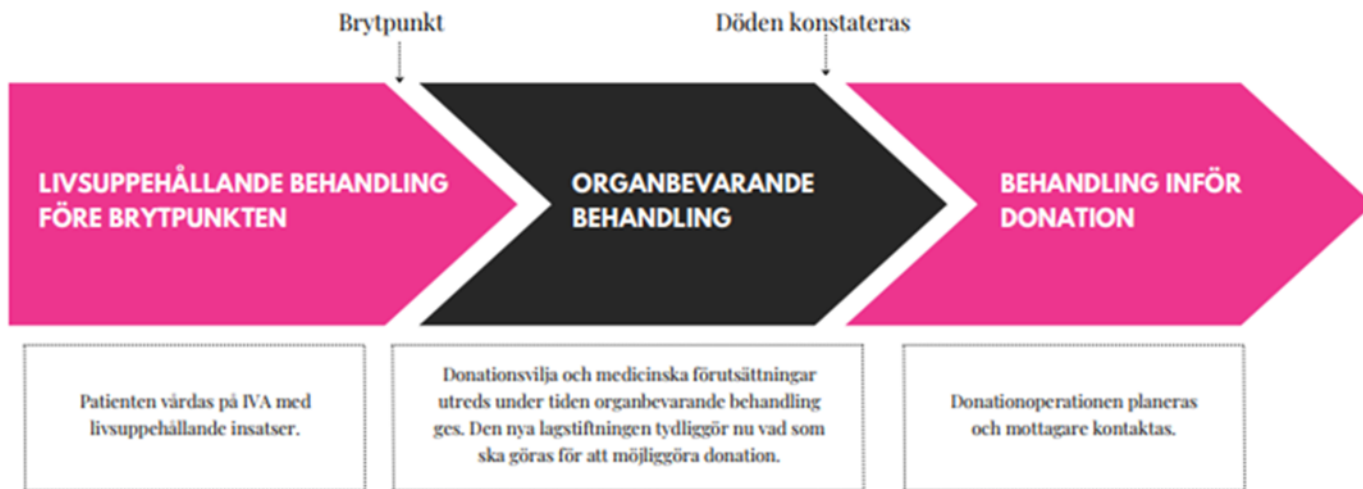 Brytpunkt
Döden konstateras
LIVSUPPEHÅLLANDE BEHANDLING
FÖRE BRYTPUNKTEN
ORGANBEVARANDE
BEHANDLING
BEHANDLING INFÖR
DONATION
Patienten vårdas på IVA med
livsuppehållande insatser.
Donationsvilja och medicinska förutsättningar
utreds under tiden organbevarande behandling
ges. Den nya lagstiftningen tydliggör nu vad som
ska göras för att möjliggöra donation.
Donationoperationen planeras
och mottagare kontaktas.